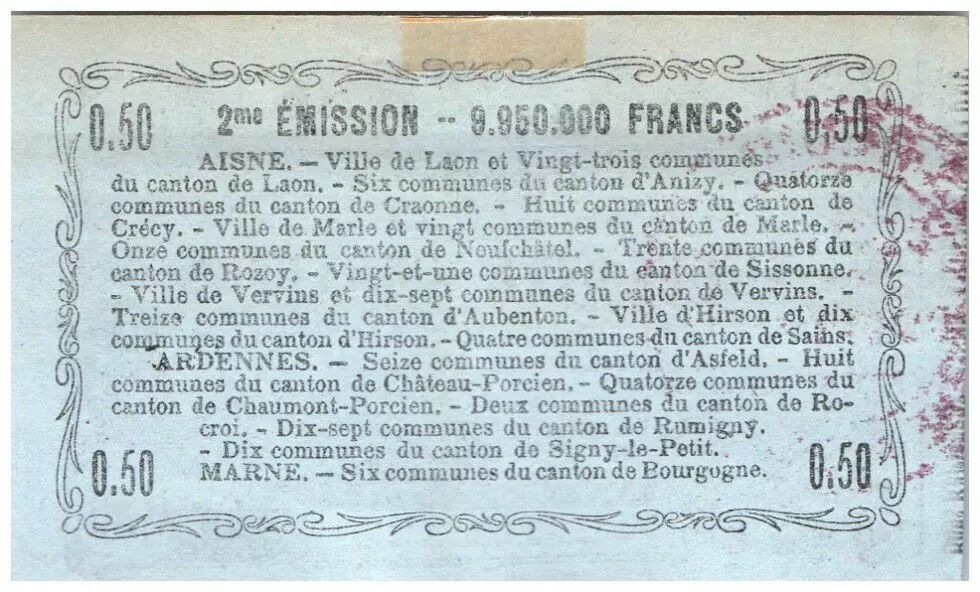 0.50 2me ÉMISSION -- 9.950.000 FRANCS 0.50
AISNE. — Ville de Laon et Vingt-trois communes
du canton de Laon. - Six communes du canton d'Anizy. - Quatorze
communes du canton de Craonne. - Huit communes du canton de
Crécy. - Ville de Marle et vingt communes du canton de Marle. -
Onze communes du canton de Neufchâtel. - Trente communes du
canton de Rozoy. - Vingt-et-une communes du canton de Sissonne.
- Ville de Vervins et dix-sept communes du canton de Vervins. -
Treize communes du canton d'Aubenton. - Ville d'Hirson et dix
communes du canton d'Hirson. - Quatre communes du canton de Sains.
ARDENNES. - Seize communes du canton d'Asfeld. - Huit
communes du canton de Château-Porcien. - Quatorze communes du
canton de Chaumont-Porcien. - Deux communes du canton de Ro-
croi. - Dix-sept communes du canton de Rumigny.
- Dix communes du canton de Signy-le-Petit.
0.50 MARNE. - Six communes du canton de Bourgogne. 0.50